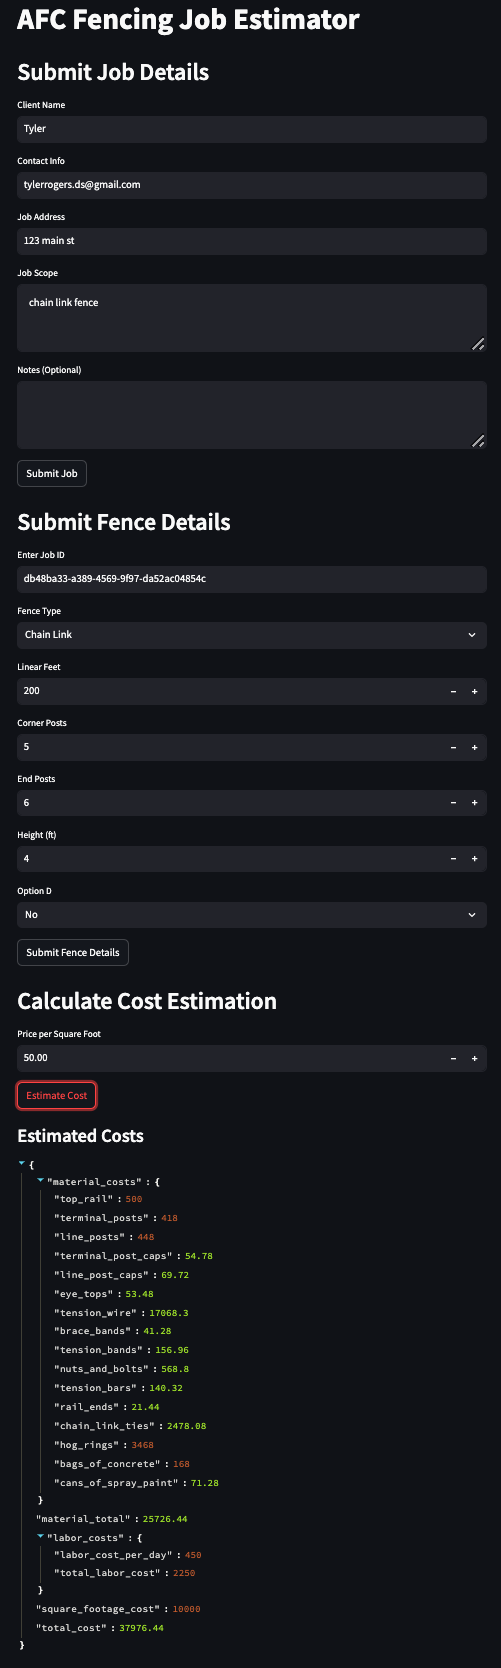 AFC Fencing Job Estimator
Submit Job Details
Client Name
Tyler
Contact Info
tylerrogers.ds@gmail.com
Job Address
123 main st
Job Scope
chain link fence
Notes (Optional)
Submit Job
Submit Fence Details
Enter Job ID
db48ba33-a389-4569-9f97-da52ac04854c
Fence Type
Chain Link
Linear Feet
200
Corner Posts
5
End Posts
6
Height (ft)
4
Option D
No
Submit Fence Details
Calculate Cost Estimation
Price per Square Foot
50.00
Estimate Cost
Estimated Costs
{
"material_costs" : {
"top_rail" : 500
"terminal_posts" : 418
"line_posts" : 448
"terminal_post_caps" : 54.78
"line_post_caps" : 69.72
"eye_tops" : 53.48
"tension_wire" : 17068.3
"brace_bands" : 41.28
"tension_bands" : 156.96
"nuts_and_bolts" : 568.8
"tension_bars" : 140.32
"rail_ends" : 21.44
"chain_link_ties" : 2478.08
"hog_rings" : 3468
"bags_of_concrete" : 168
"cans_of_spray_paint" : 71.28
}
"material_total" : 25726.44
"labor_costs" : {
"labor_cost_per_day" : 450
"total_labor_cost" : 2250
}
"square_footage_cost" : 10000
"total_cost" : 37976.44
}